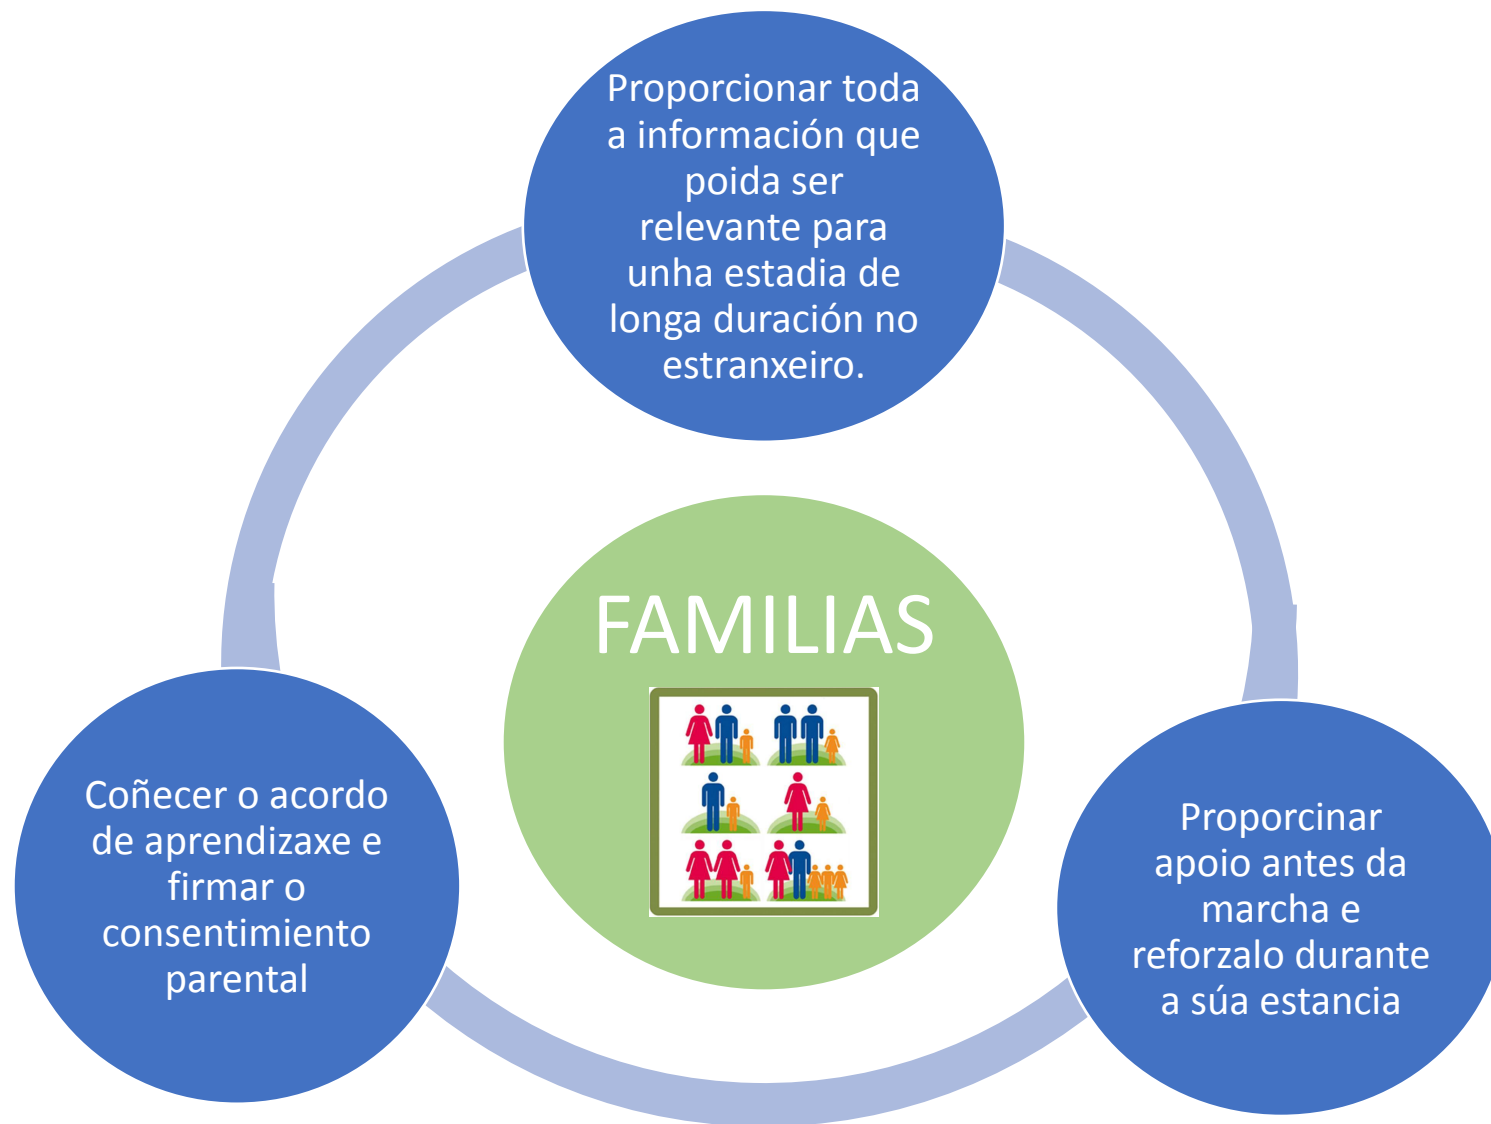 Proporcionar toda
a información que
poida ser
relevante para
unha estadia de
longa duración no
estranxeiro.
FAMILIAS
Coñecer o acordo
de aprendizaxe e
firmar o
consentimiento
parental
Proporcinar
apoio antes da
marcha e
reforzalo durante
a súa estancia